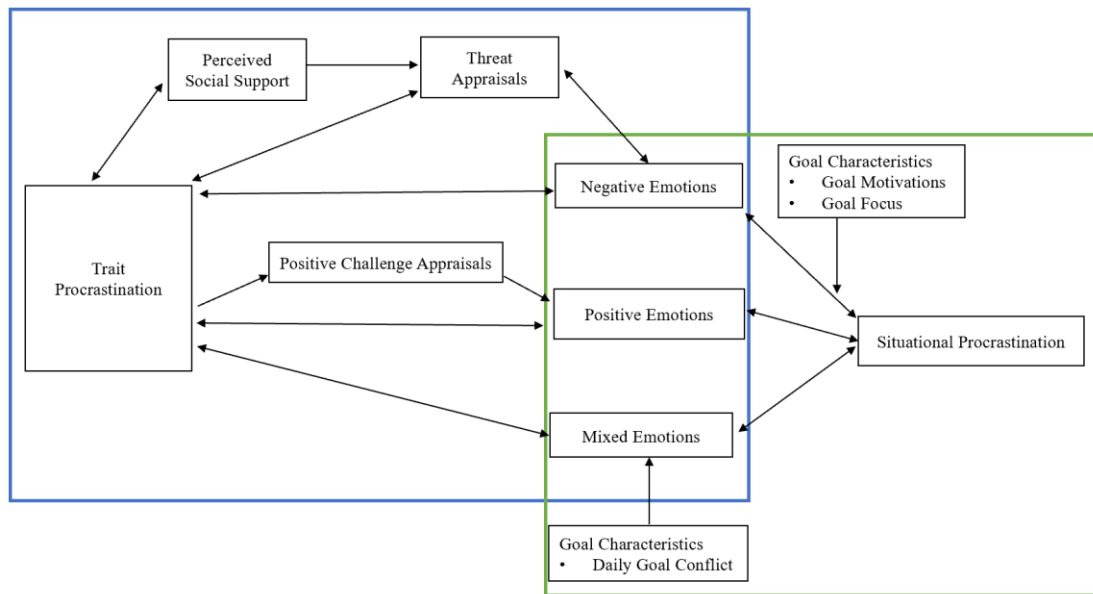 Perceived
Social Support
Threat
Appraisals
Goal Characteristics
• Goal Motivations
• Goal Focus
Negative Emotions
Trait
Procrastination
Positive Challenge Appraisals
Positive Emotions
Situational Procrastination
Mixed Emotions
Goal Characteristics
• Daily Goal Conflict